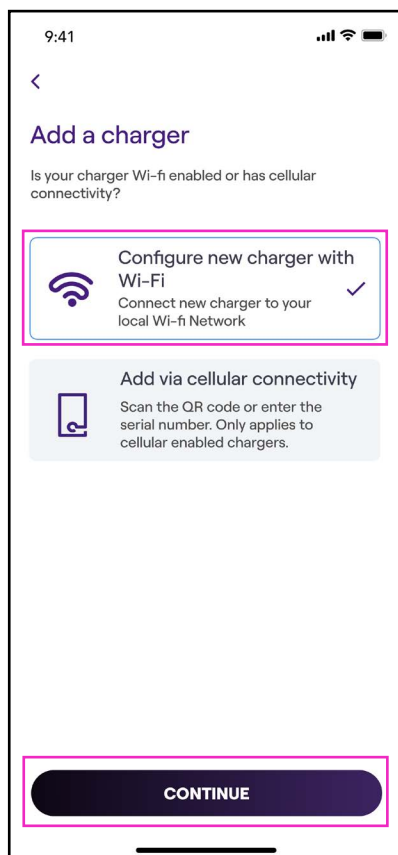 9:41
Add a charger
Is your charger Wi-fi enabled or has cellular
connectivity?
Configure new charger with
Wi-Fi
Connect new charger to your
local Wi-fi Network
Add via cellular connectivity
Scan the QR code or enter the
serial number. Only applies to
cellular enabled chargers.
CONTINUE